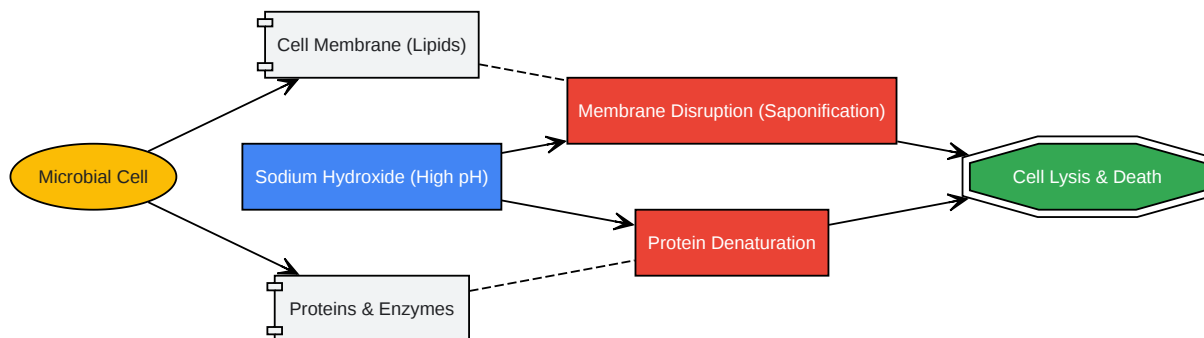 Cell Membrane (Lipids)
Membrane Disruption (Saponification)
Microbial Cell
Sodium Hydroxide (High pH)
Cell Lysis & Death
Protein Denaturation
Proteins & Enzymes